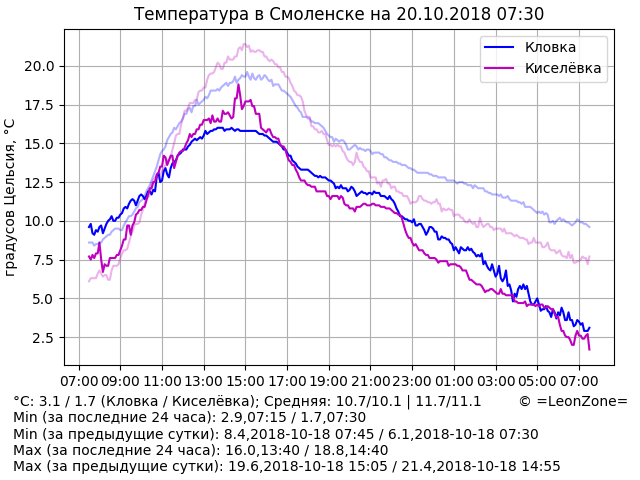 Температура в Смоленске на 20.10.2018 07:30
Кловка
Киселёвка
градусов Цельсия, °C
20.0
17.5
15.0
12.5
10.0
7.5
5.0
2.5
07:00 09:00 11:00 13:00 15:00 17:00 19:00 21:00 23:00 01:00 03:00 05:00 07:00
°C: 3.1 / 1.7 (Кловка / Киселёвка); Средняя: 10.7/10.1 | 11.7/11.1 © =LeonZone=
Min (за последние 24 часа): 2.9,07:15 / 1.7,07:30
Min (за предыдущие сутки): 8.4,2018-10-18 07:45 / 6.1,2018-10-18 07:30
Max (за последние 24 часа): 16.0,13:40 / 18.8,14:40
Max (за предыдущие сутки): 19.6,2018-10-18 15:05 / 21.4,2018-10-18 14:55